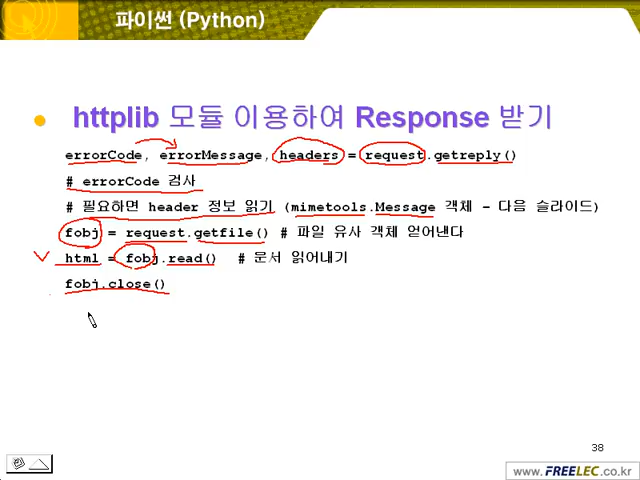 파이썬 (Python)
httplib 모듈 이용하여 Response 받기
errorCode, errorMessage, headers = request.getreply()
# errorCode 검사
# 필요하면 header 정보 읽기 (mimetools.Message 객체 – 다음 슬라이드)
fobj = request.getfile() # 파일 유사 객체 얻어낸다
html = fobj.read() # 문서 읽어내기
fobj.close()
38
www.FREELEC.co.kr